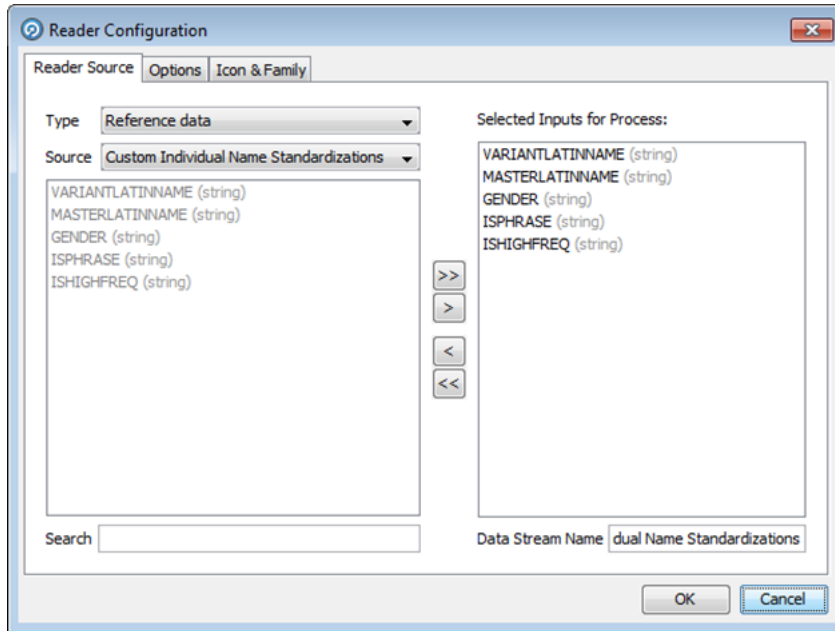 Reader Configuration
Reader Source
Options
Icon & Family
Type
Reference data
Source
Custom Individual Name Standardizations
VARIANTLATINNAME (string)
MASTERLATINNAME (string)
GENDER (string)
ISPHRASE (string)
ISHIGHFREQ (string)
Search
>>
>
<
<<
Selected Inputs for Process:
VARIANTLATINNAME (string)
MASTERLATINNAME (string)
GENDER (string)
ISPHRASE (string)
ISHIGHFREQ (string)
Data Stream Name
dual Name Standardizations
OK
Cancel